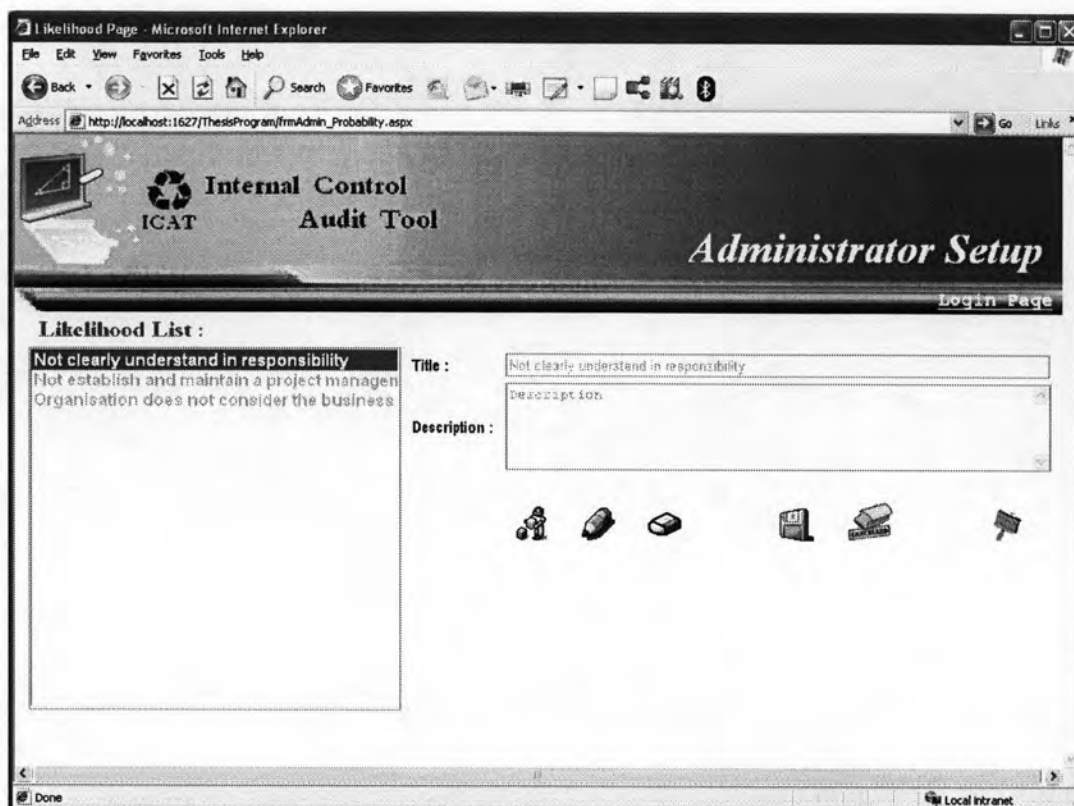 Likelihood Page - Microsoft Internet Explorer
File Edit View Favorites Tools Help
Back Search Favorites
Address http://localhost:1627/ThesisProgram/frmAdmin_Probability.aspx Go Links
ICAT Internal Control
Audit Tool
Administrator Setup
Login Page
Likelihood List :
Not clearly understand in responsibility
Not establish and maintain a project managen
Organisation does not consider the business
Title : Not clearly understand in responsibility
Description : Description
Done Local intranet